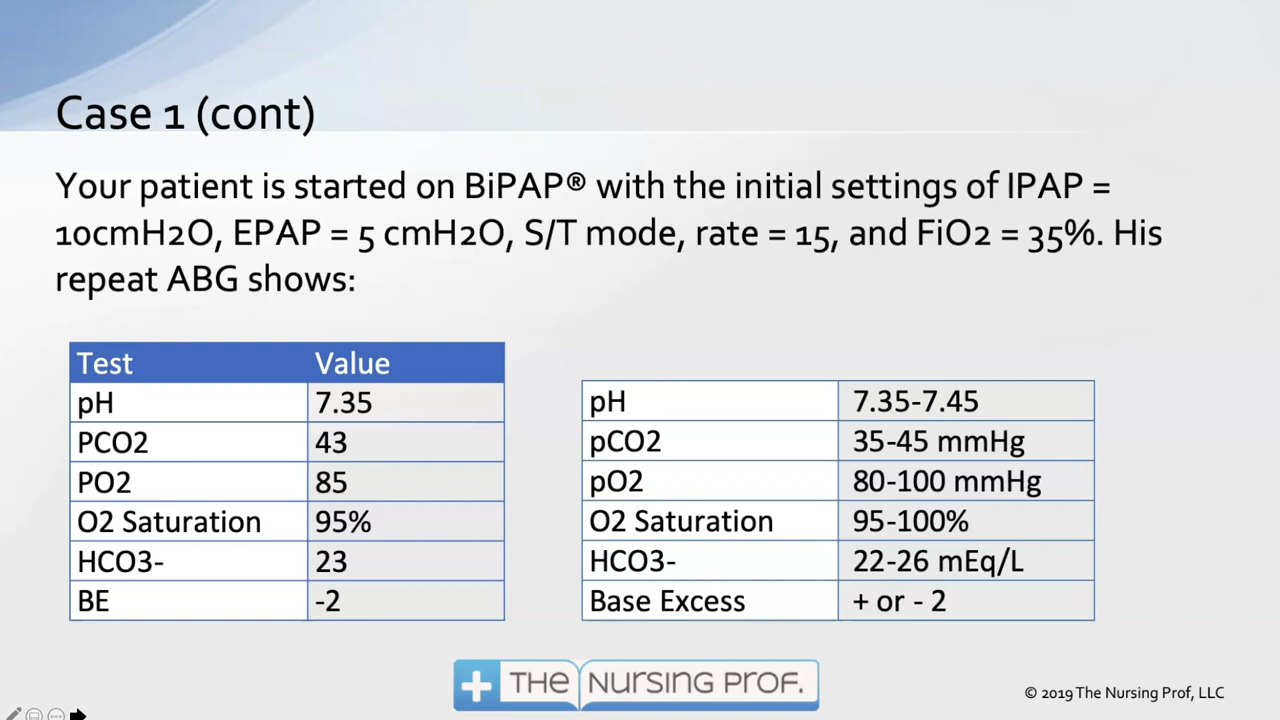 Case 1 (cont)
Your patient is started on BiPAP® with the initial settings of IPAP =
10cmH2O, EPAP = 5 cmH2O, S/T mode, rate = 15, and FiO2 = 35%. His
repeat ABG shows:
Test Value
pH 7.35
PCO2 43
PO2 85
O2 Saturation 95%
HCO3- 23
BE -2
pH 7.35-7.45
pCO2 35-45 mmHg
pO2 80-100 mmHg
O2 Saturation 95-100%
HCO3- 22-26 mEq/L
Base Excess + or - 2
THE NURSING PROF.
© 2019 The Nursing Prof, LLC